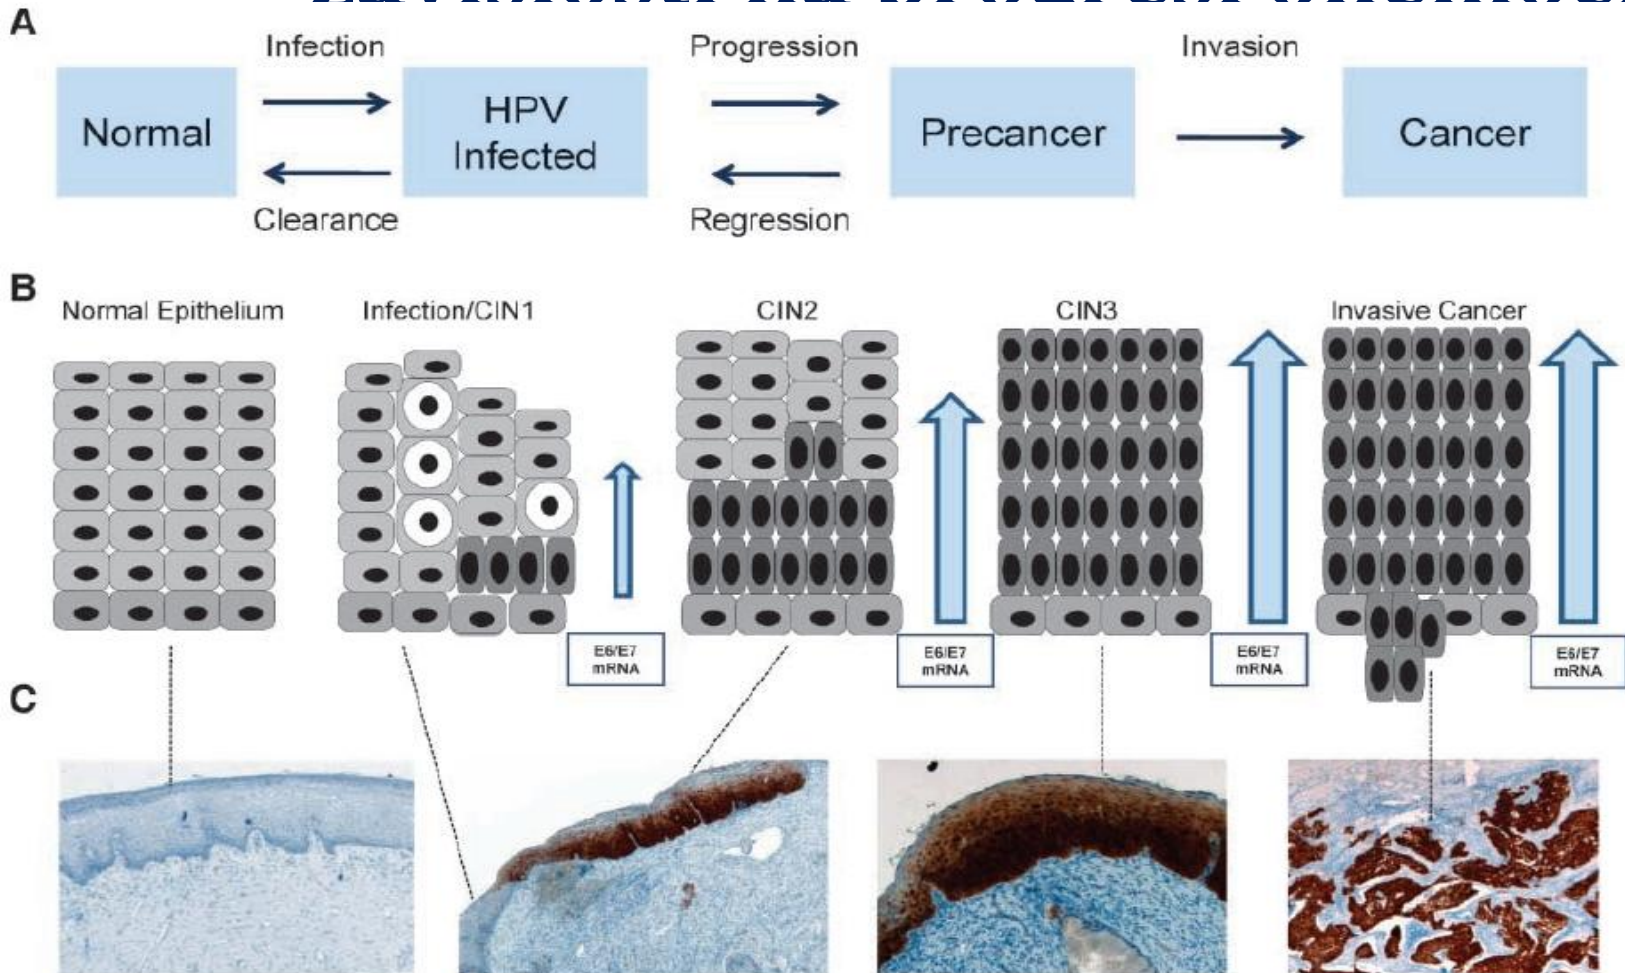 A
Infection
Progression
Invasion
Normal
HPV
Infected
Precancer
Cancer
Clearance
Regression
B
Normal Epithelium
Infection/CIN1
CIN2
CIN3
Invasive Cancer
E6/E7
mRNA
E6/E7
mRNA
E6/E7
mRNA
E6/E7
mRNA
C